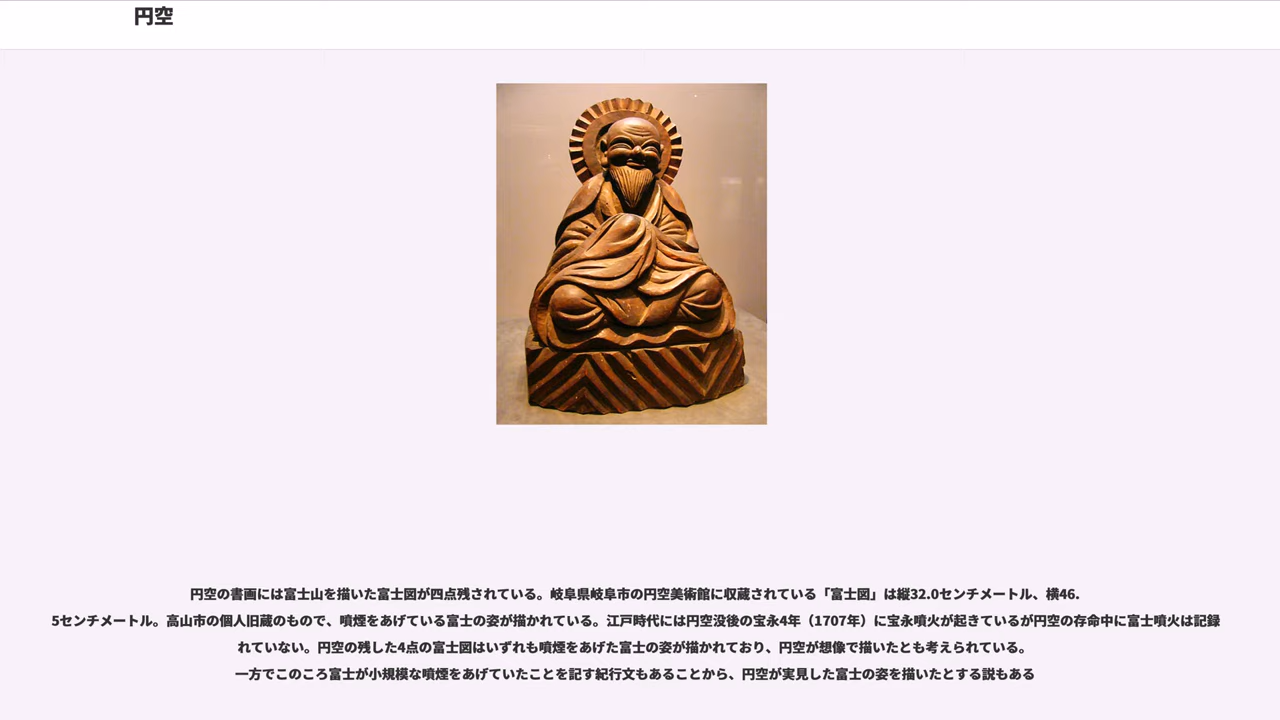 円空
円空の書画には富士山を描いた富士図が四点残されている。岐阜県岐阜市の円空美術館に収蔵されている「富士図」は縦32.0センチメートル、横46.
5センチメートル。高山市の個人旧蔵のもので、噴煙をあげている富士の姿が描かれている。江戸時代には円空没後の宝永4年（1707年）に宝永噴火が起きているが円空の存命中に富士噴火は記録
れていない。円空の残した4点の富士図はいずれも噴煙をあげた富士の姿が描かれており、円空が想像で描いたとも考えられている。
一方でこのころ富士が小規模な噴煙をあげていたことを記す紀行文もあることから、円空が実見した富士の姿を描いたとする説もある